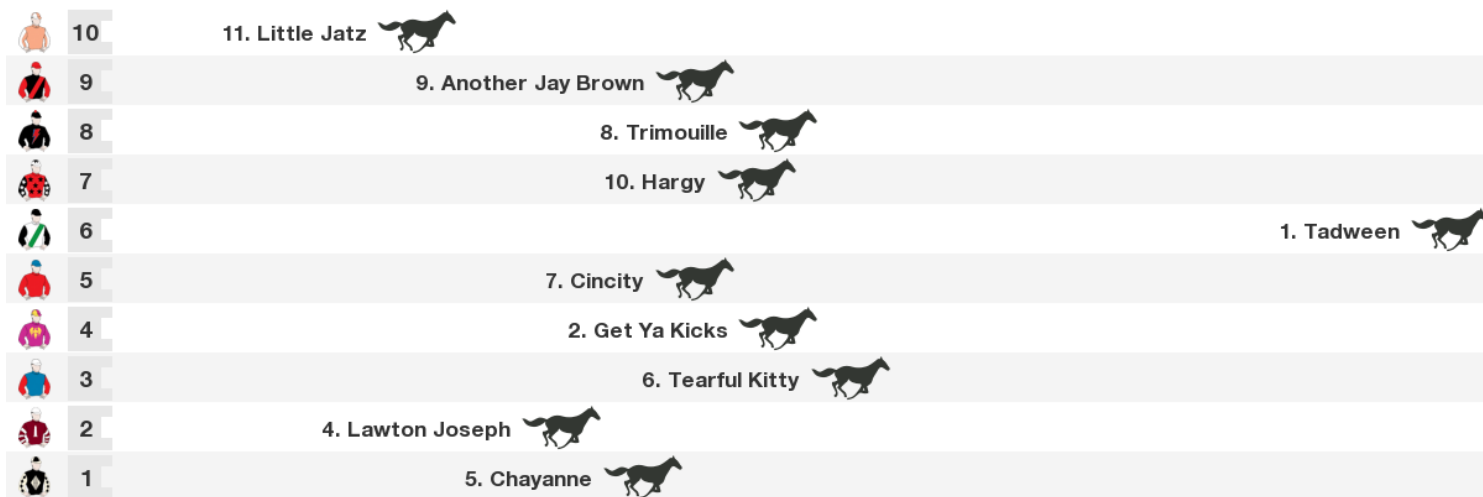 10 11. Little Jatz
9 9. Another Jay Brown
8 8. Trimouille
7 10. Hargy
6 1. Tadween
5 7. Cincity
4 2. Get Ya Kicks
3 6. Tearful Kitty
2 4. Lawton Joseph
1 5. Chayanne